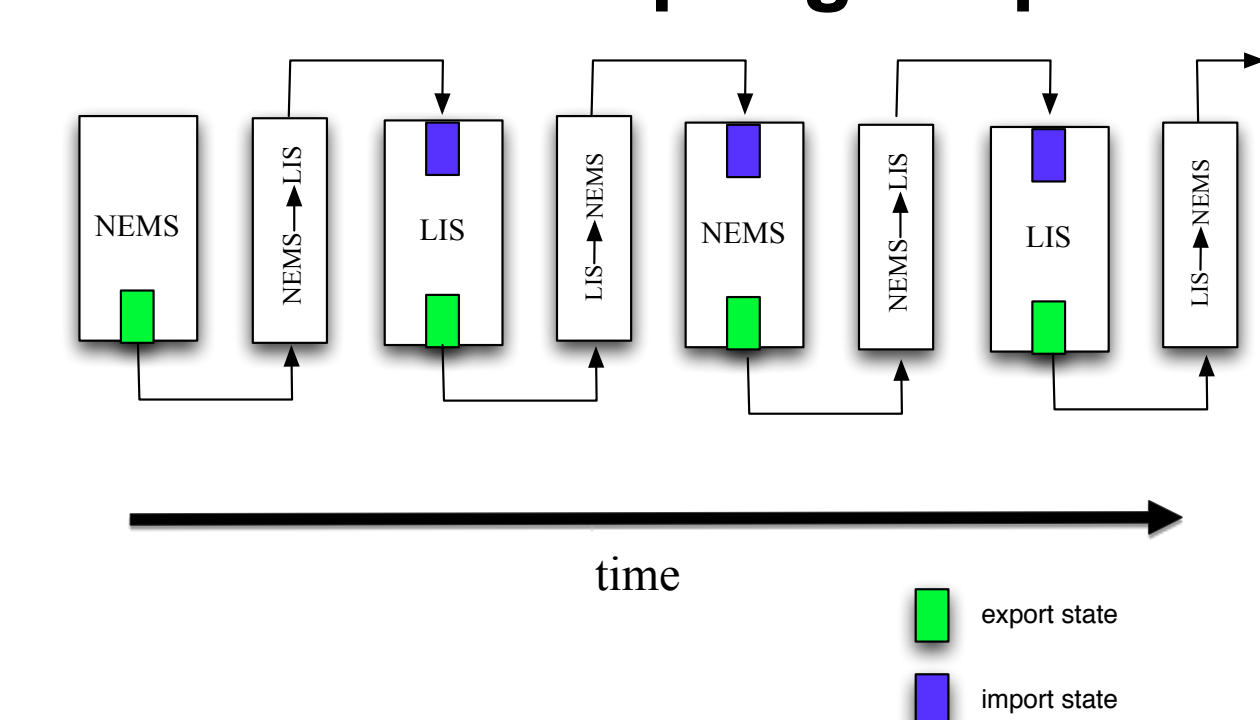 NEMS
NEMS→LIS
LIS
LIS→NEMS
NEMS
NEMS→LIS
LIS
LIS→NEMS
time
export state
import state